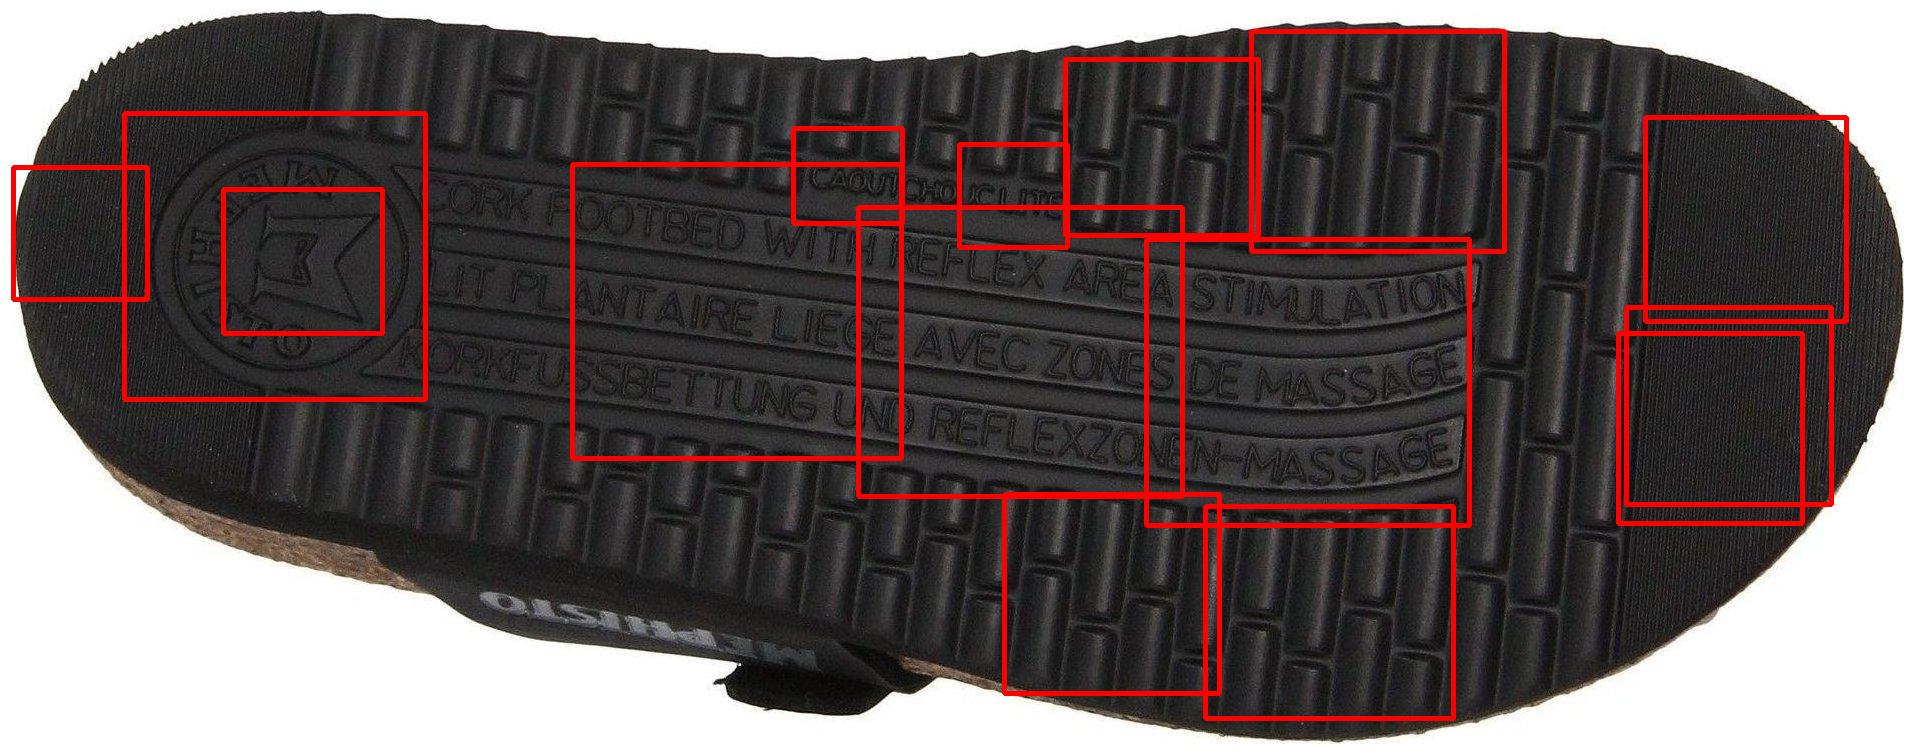 MEPHISTO
CAOUTCHOUC LITE
CORK FOOTBED WITH REFLEX AREA STIMULATION
LIT PLANTAIRE LIEGE AVEC ZONES DE MASSAGE
KORKFUSSBETTUNG UND REFLEXZONEN-MASSAGE
MEPHISTO